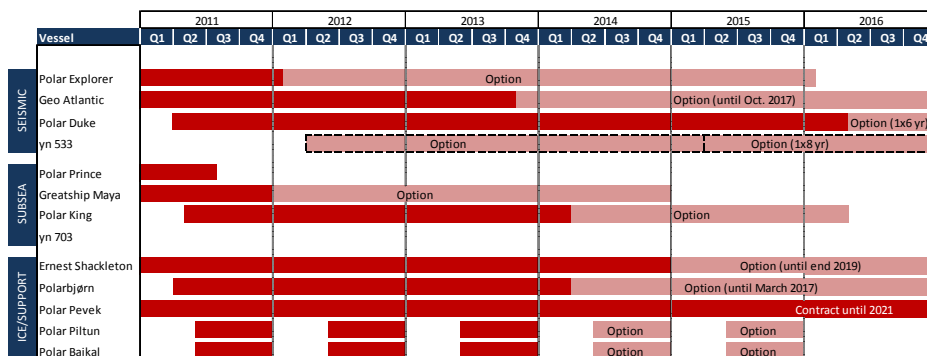 2011 2012 2013 2014 2015 2016
Vessel Q1 Q2 Q3 Q4 Q1 Q2 Q3 Q4 Q1 Q2 Q3 Q4 Q1 Q2 Q3 Q4 Q1 Q2 Q3 Q4 Q1 Q2 Q3 Q4
SEISMIC
Polar Explorer Option
Geo Atlantic Option (until Oct. 2017)
Polar Duke Option (1x6 yr)
yn 533 Option Option (1x8 yr)
SUBSEA
Polar Prince
Greatship Maya Option
Polar King Option
yn 703
ICE/SUPPORT
Ernest Shackleton Option (until end 2019)
Polarbjørn Option (until March 2017)
Polar Pevek Contract until 2021
Polar Piltun Option Option
Polar Baikal Option Option